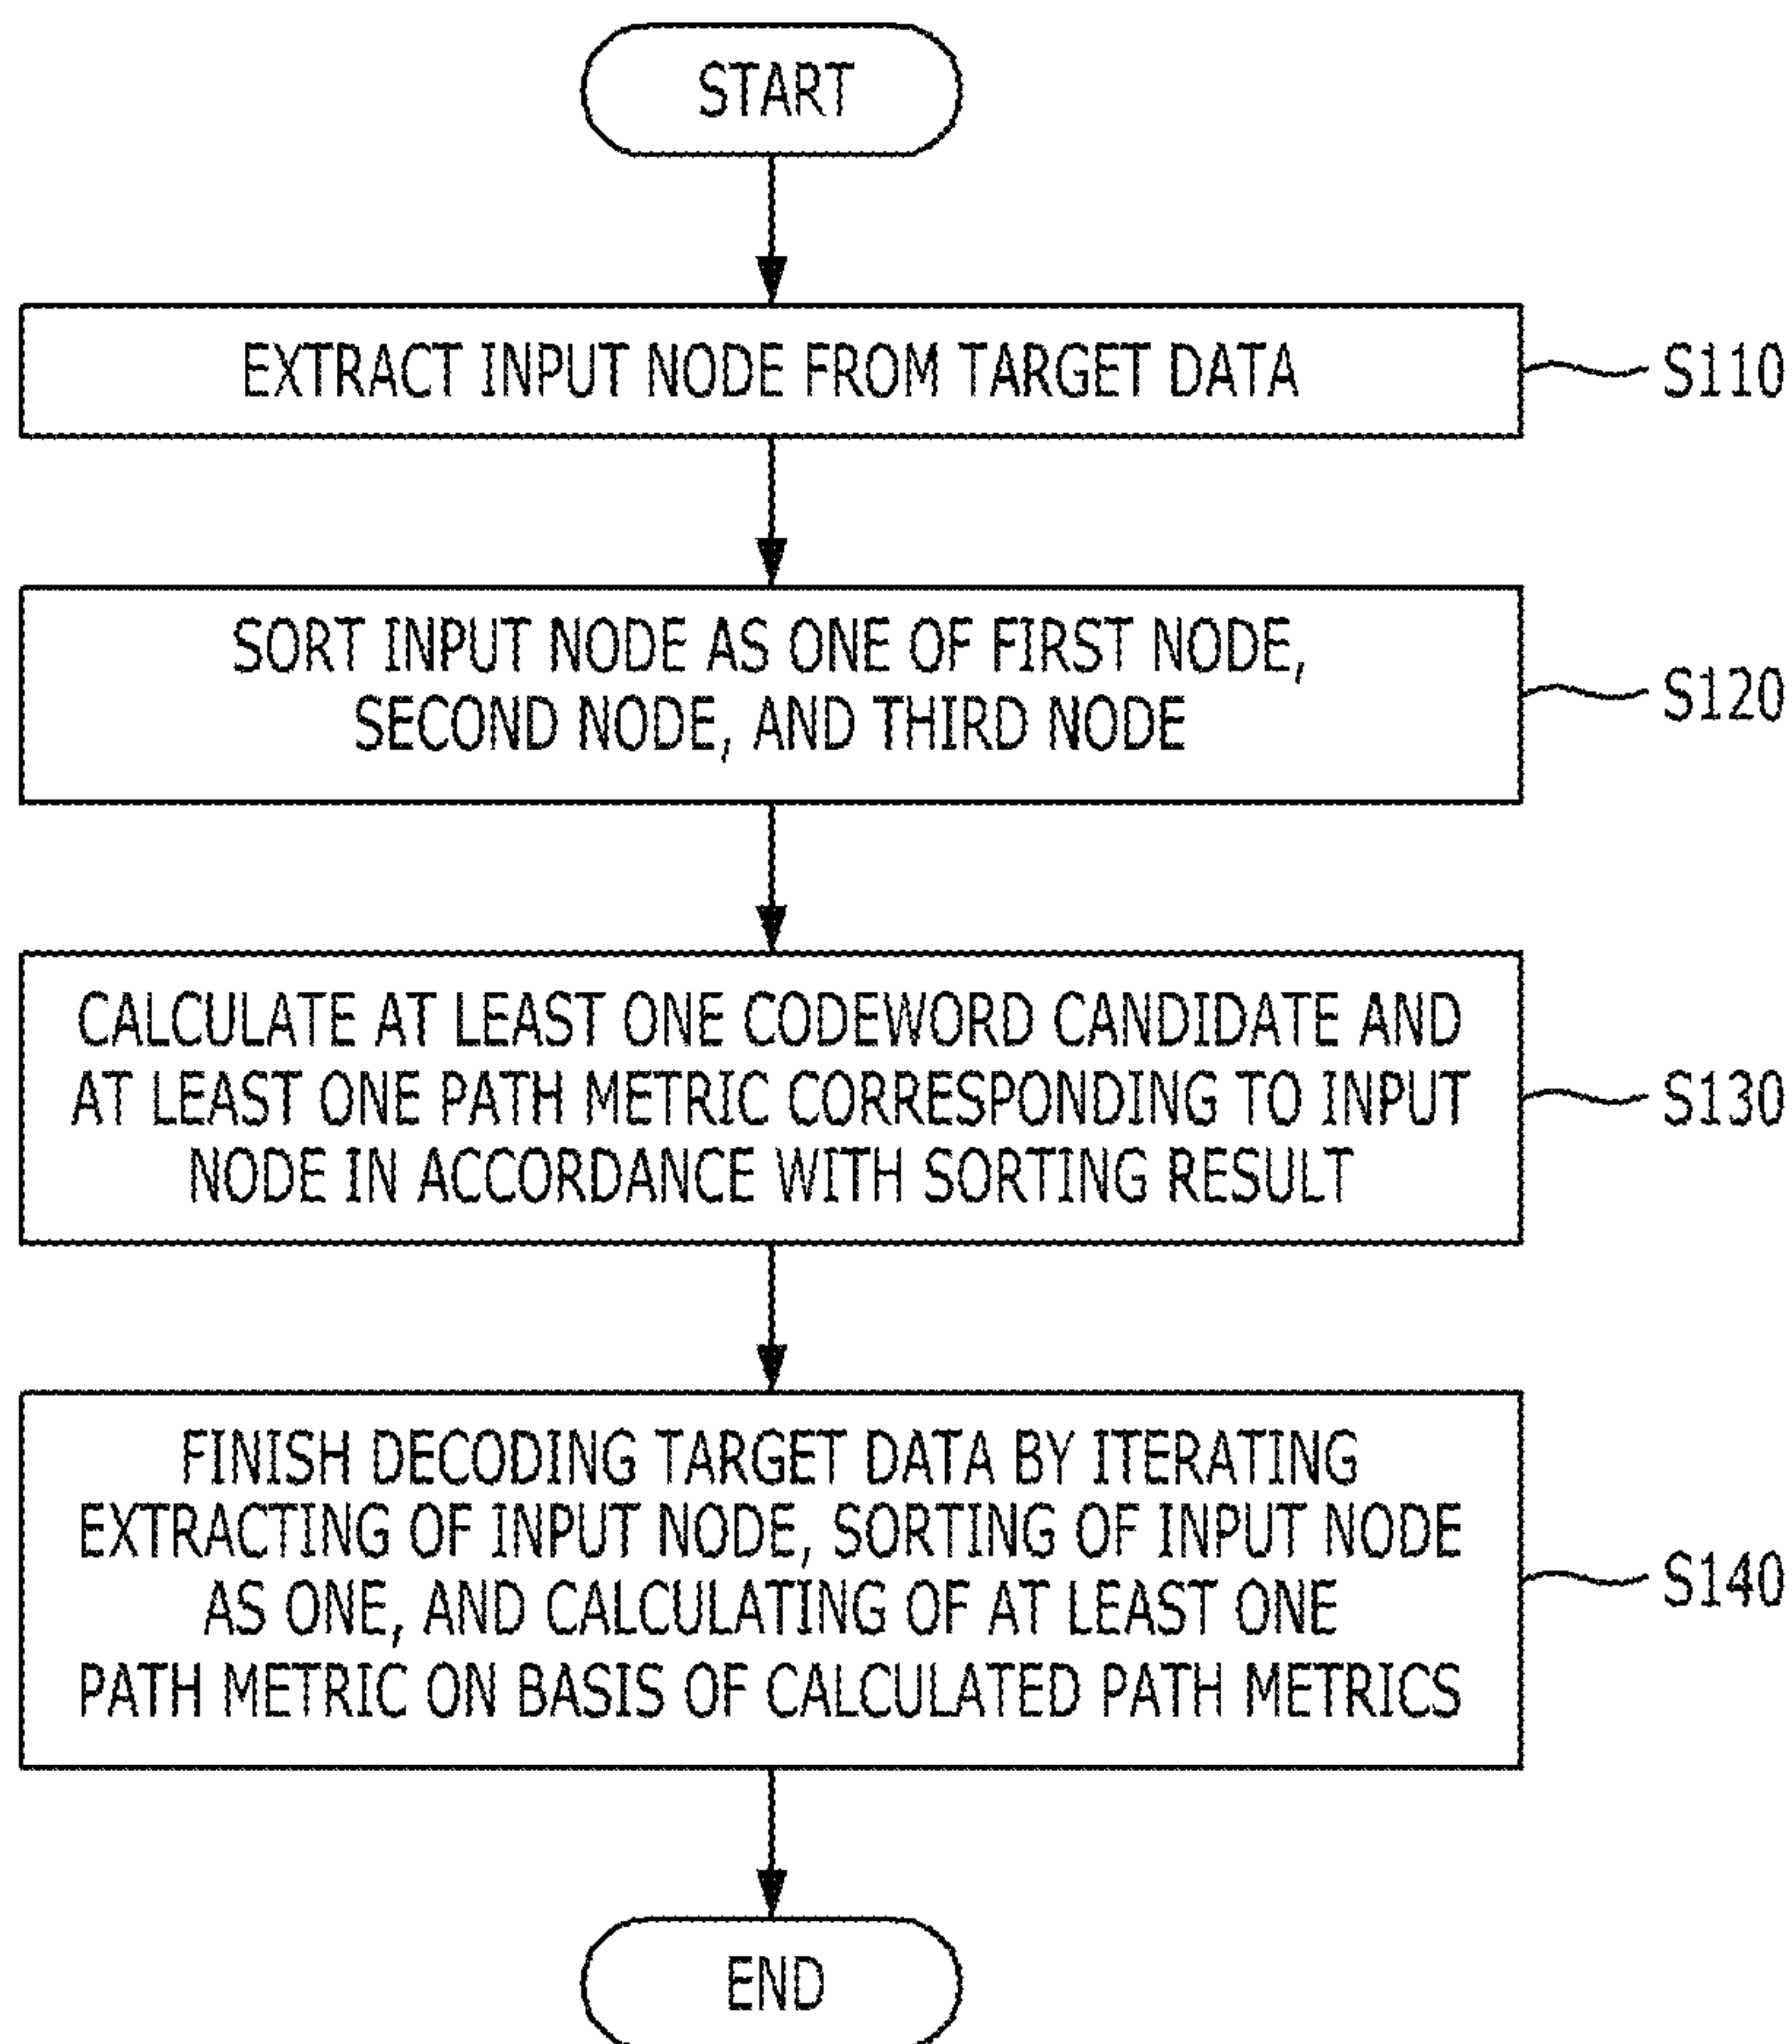 START
EXTRACT INPUT NODE FROM TARGET DATA
S110
SORT INPUT NODE AS ONE OF FIRST NODE,
SECOND NODE, AND THIRD NODE
S120
CALCULATE AT LEAST ONE CODEWORD CANDIDATE AND
AT LEAST ONE PATH METRIC CORRESPONDING TO INPUT
NODE IN ACCORDANCE WITH SORTING RESULT
S130
FINISH DECODING TARGET DATA BY ITERATING
EXTRACTING OF INPUT NODE, SORTING OF INPUT NODE
AS ONE, AND CALCULATING OF AT LEAST ONE
PATH METRIC ON BASIS OF CALCULATED PATH METRICS
S140
END